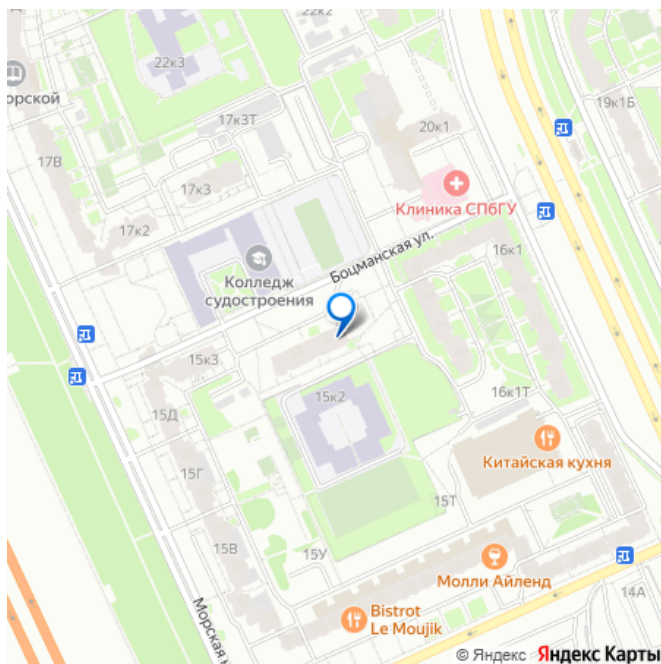 22к2
22к3
орской
17к3Т
19к1Б
20к1
17В
17к3
Клиника СПбГУ
17к2
Боцманская ул.
16к1
Колледж
судостроения
15к3
15к2
16к1Т
15Д
Китайская кухня
15Г
15Т
15В
15У
Молли Айленд
14А
Bistrot
Le Moujik
Морская н
© Яндекс Яндекс Карты